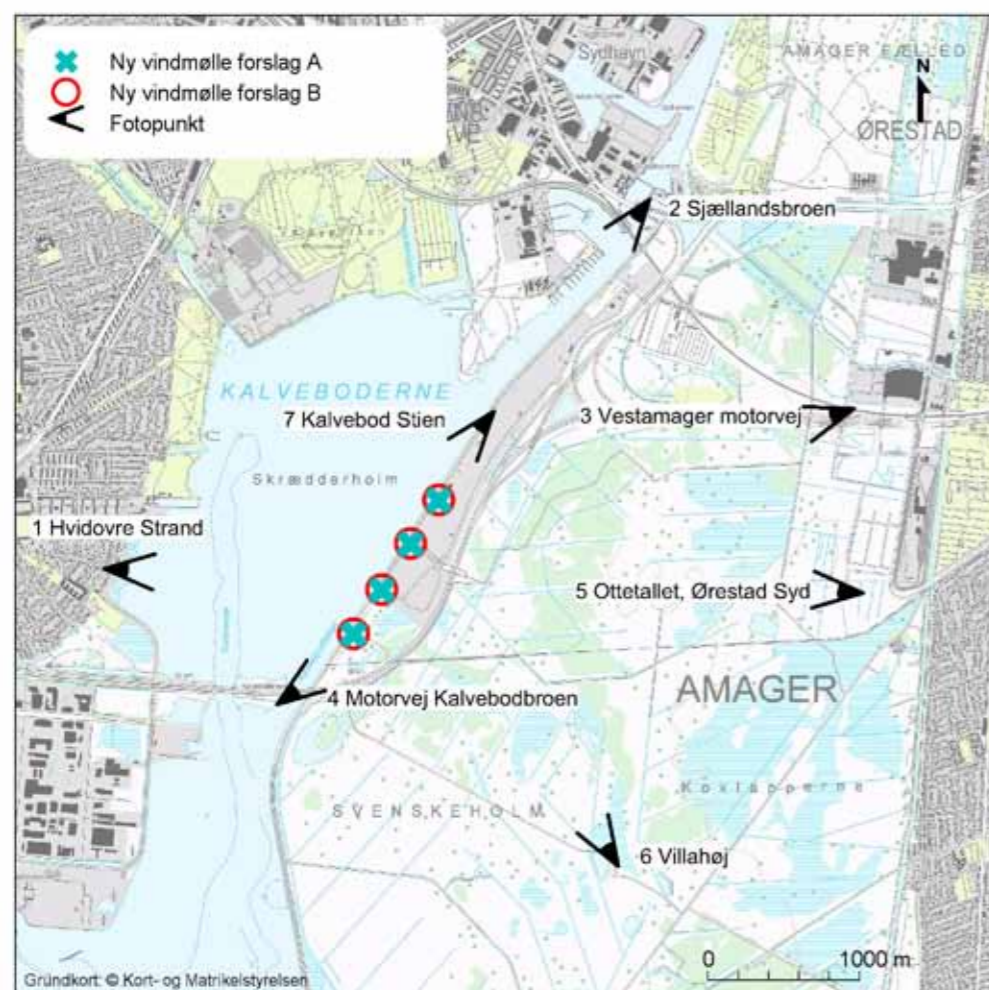 Ny vindmølle forslag A
Ny vindmølle forslag B
Fotopunkt
Sydhavn
AMAGER FÆLLED
N
ØRESTAD
2 Sjællandsbroen
KALVEBODERNE
7 Kalvebod Stien
3 Vestamager motorvej
Skrædderholm
1 Hvidovre Strand
5 Ottetallet, Ørestad Syd
4 Motorvej Kalvebodbroen
AMAGER
Koxlapperne
SVENSKEHOLM
6 Villahøj
0 1000 m
Grundkort: © Kort- og Matrikelstyrelsen